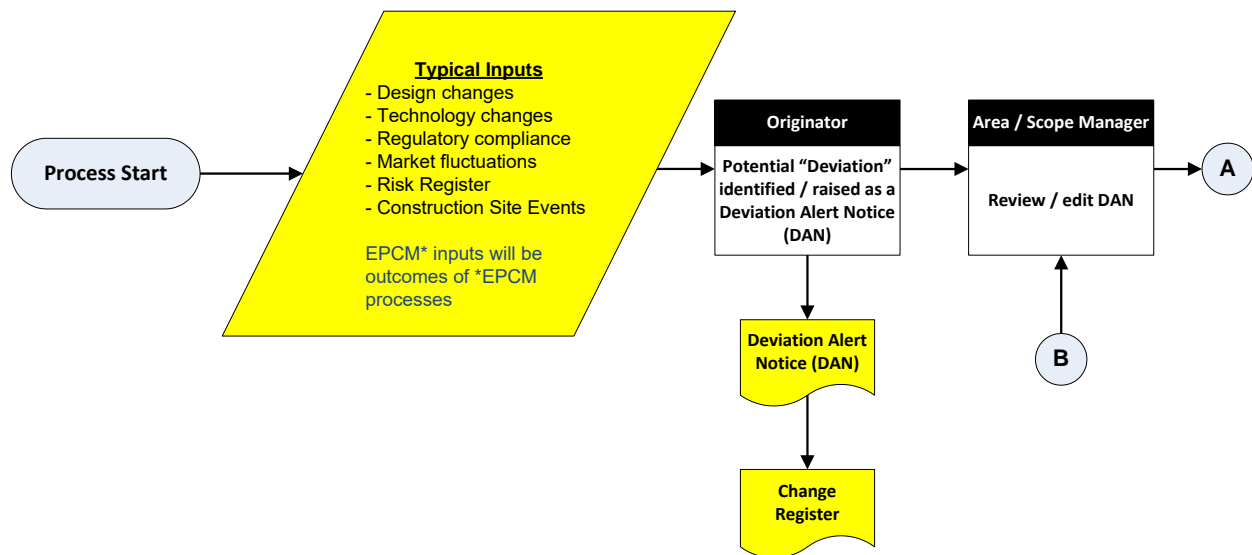 Process Start
Typical Inputs
- Design changes
- Technology changes
- Regulatory compliance
- Market fluctuations
- Risk Register
- Construction Site Events
EPCM* inputs will be
outcomes of *EPCM
processes
Originator
Potential “Deviation”
identified / raised as a
Deviation Alert Notice
(DAN)
Area / Scope Manager
Review / edit DAN
A
Deviation Alert
Notice (DAN)
B
Change
Register